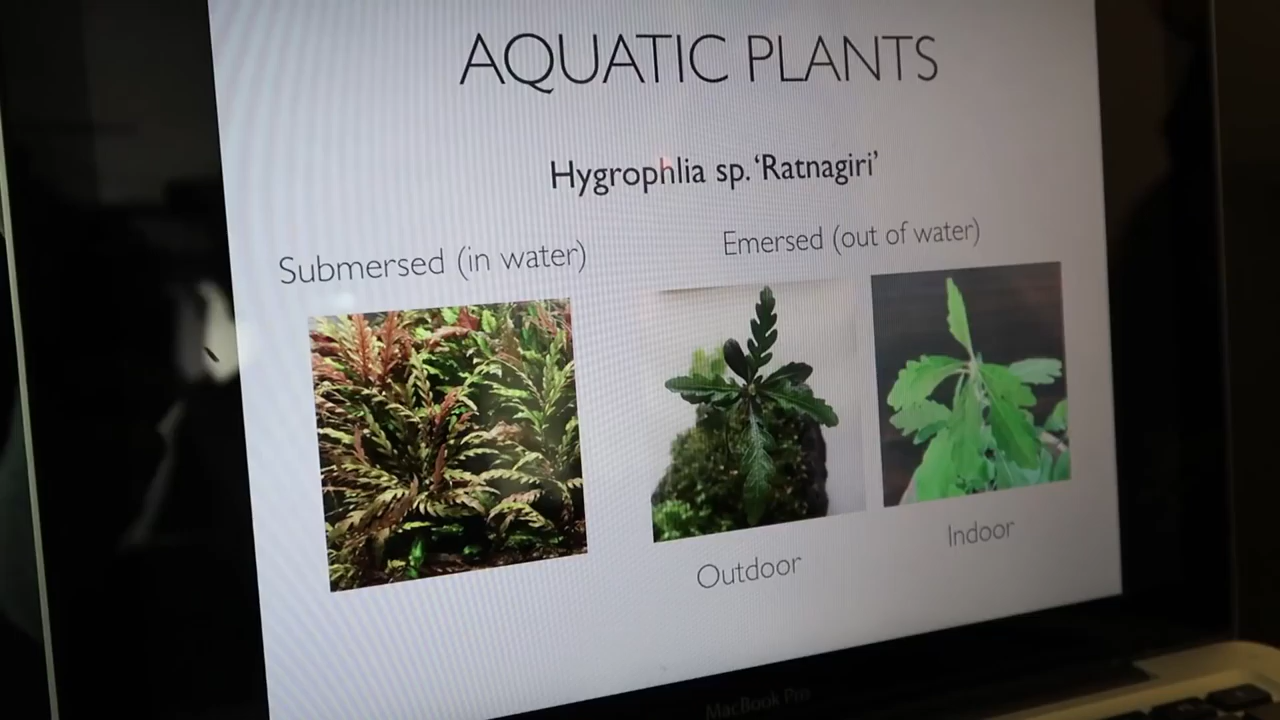 AQUATIC PLANTS
Hygrophlia sp. ‘Ratnagiri’
Submersed (in water)
Emersed (out of water)
Outdoor
Indoor
MacBook Pro